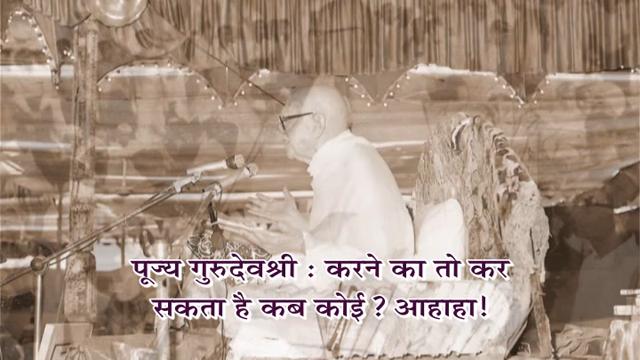 पूज्य गुरुदेवश्री : करने का तो कर
सकता है कब कोई ? आहाहा!